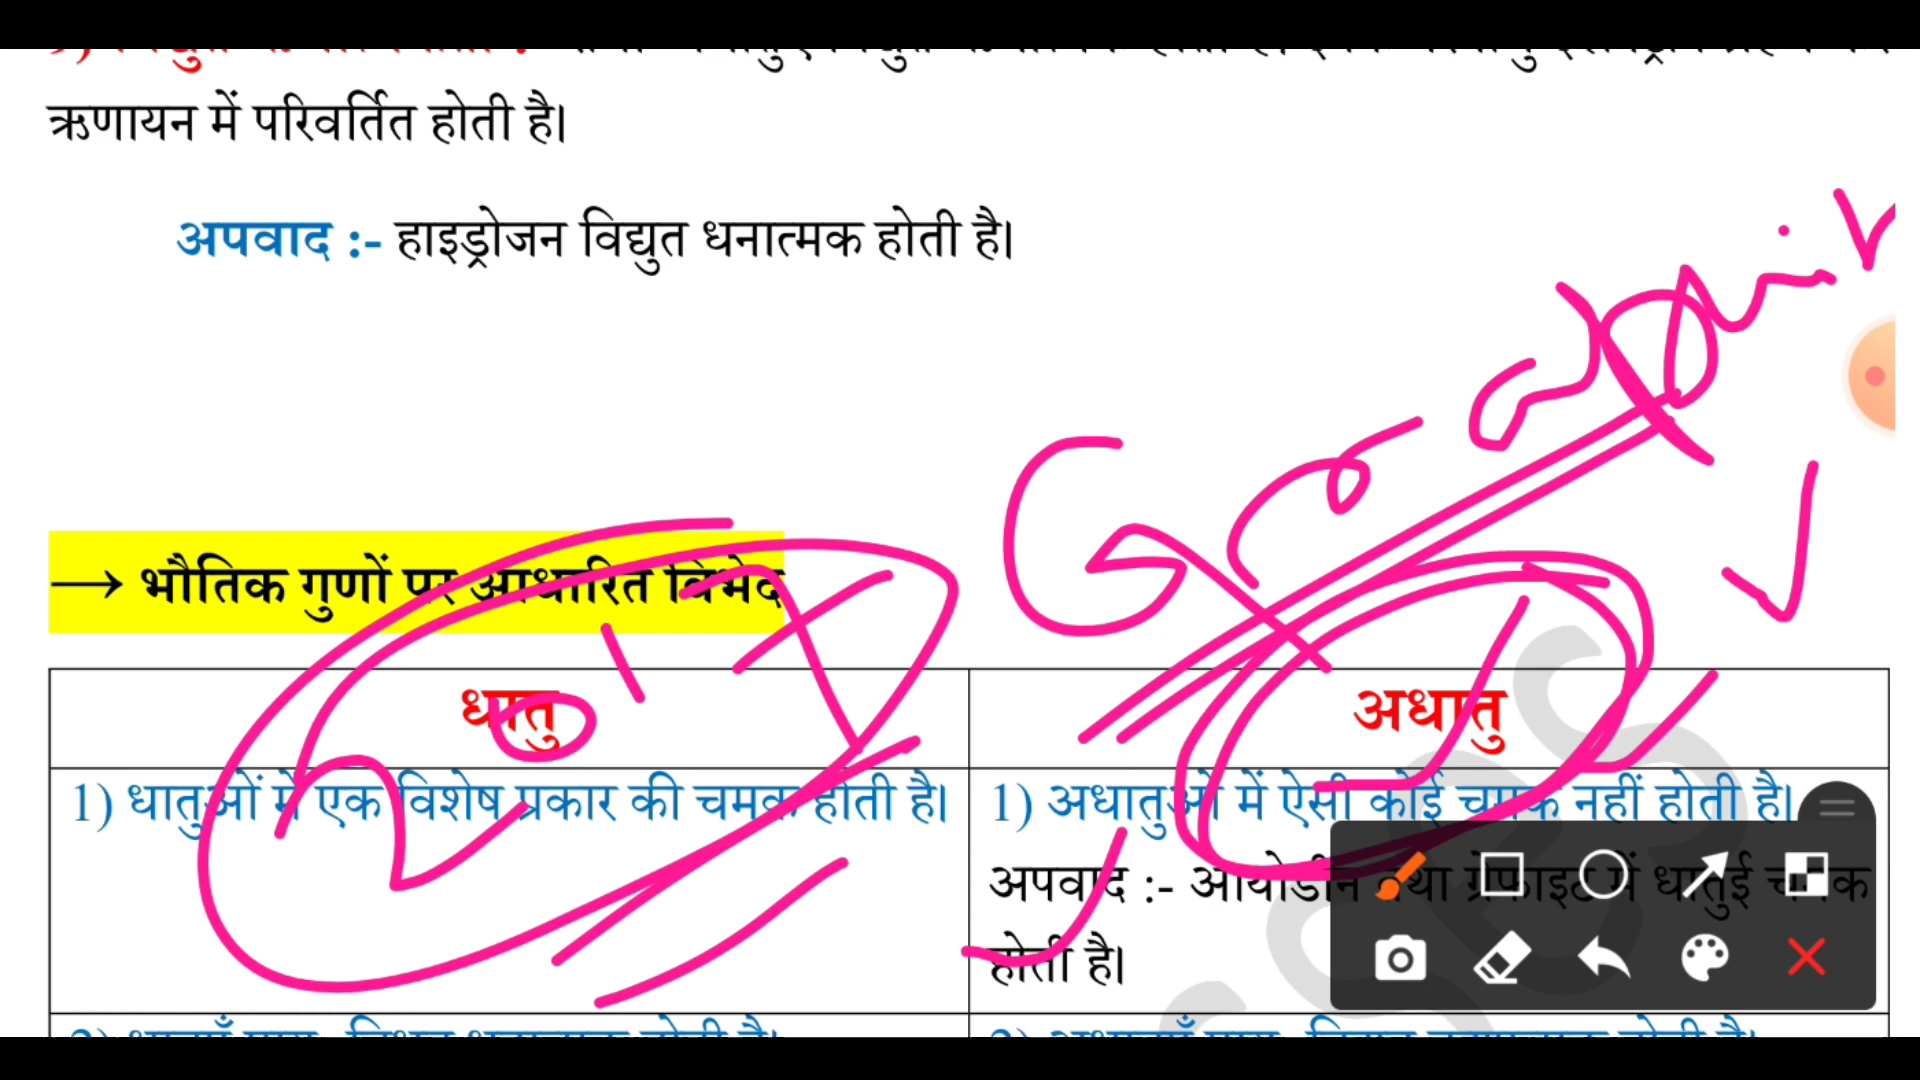 ऋणायन में परिवर्तित होती है।
अपवाद :- हाइड्रोजन विद्युत धनात्मक होती है।
→ भौतिक गुणों पर आधारित विभेद
धातु
अधातु
1) धातुओं में एक विशेष प्रकार की चमक होती है।
1) अधातुओं में ऐसी कोई चमक नहीं होती है।
अपवाद :- आयोडीन तथा ग्रेफाइट में धातुई चमक
होती है।